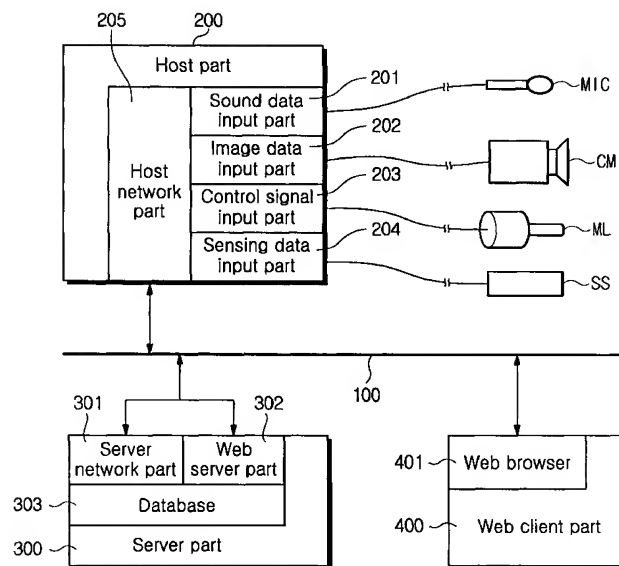 200
205
Host part
201
Sound data
input part
MIC
202
Image data
input part
CM
Host
network
part
203
Control signal
input part
ML
204
Sensing data
input part
SS
100
301
302
Server
network part
Web
server part
303
Database
300
Server part
401
Web browser
400
Web client part